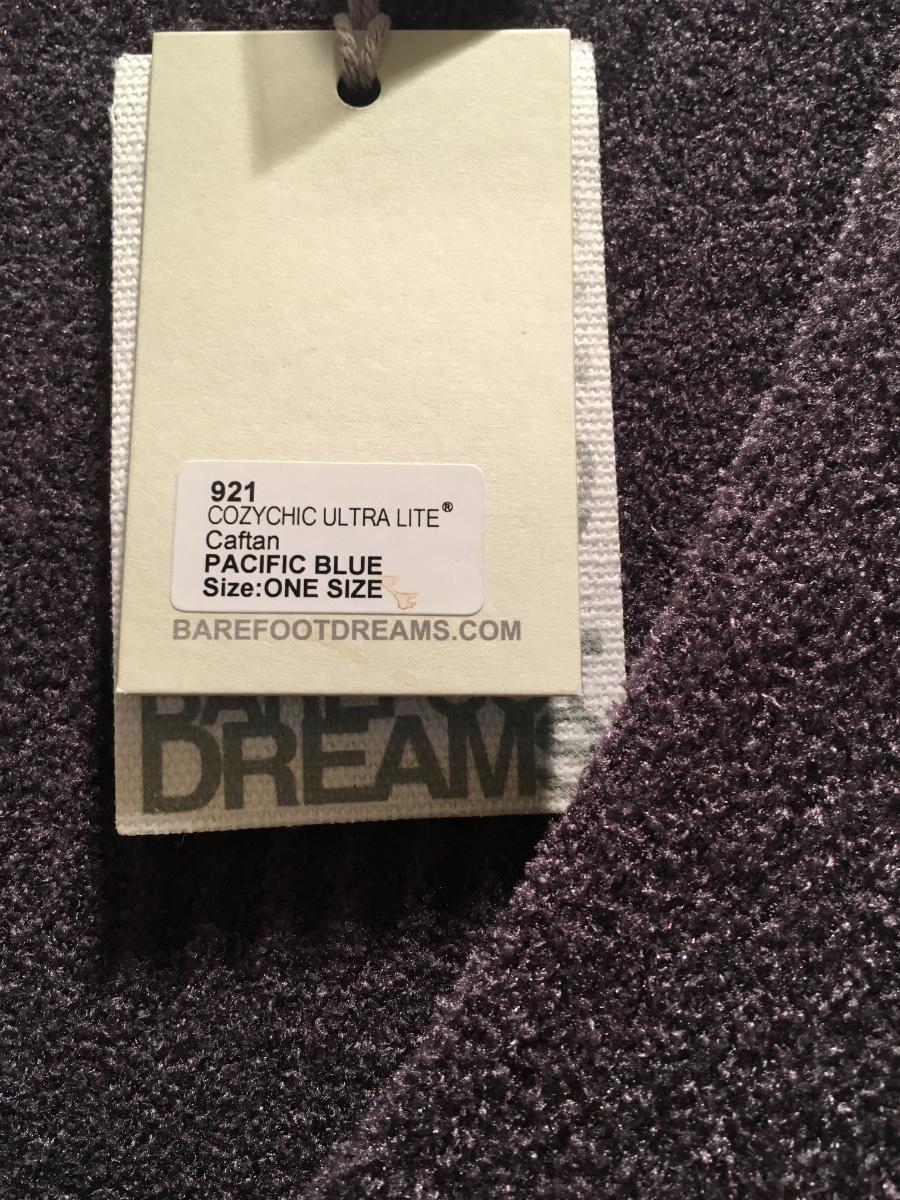 921
COZYCHIC ULTRA LITE®
Caftan
PACIFIC BLUE
Size:ONE SIZE
BAREFOOTDREAMS.COM
DREAMS